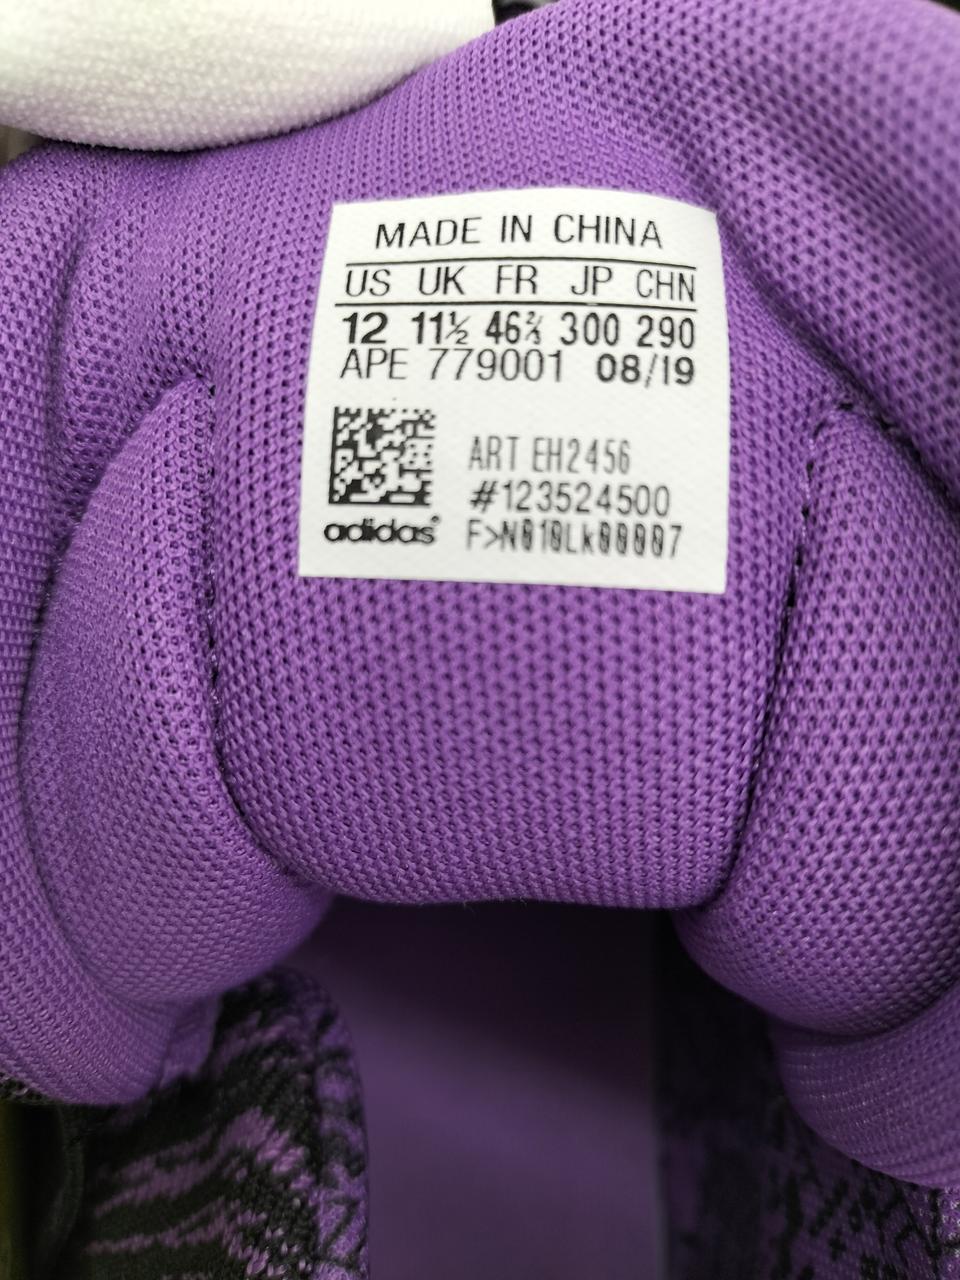 MADE IN CHINA
US UK FR JP CHN
12 11½ 46⅔ 300 290
APE 779001 08/19
ART EH2456
#123524500
adidas® F>N010Lk00007